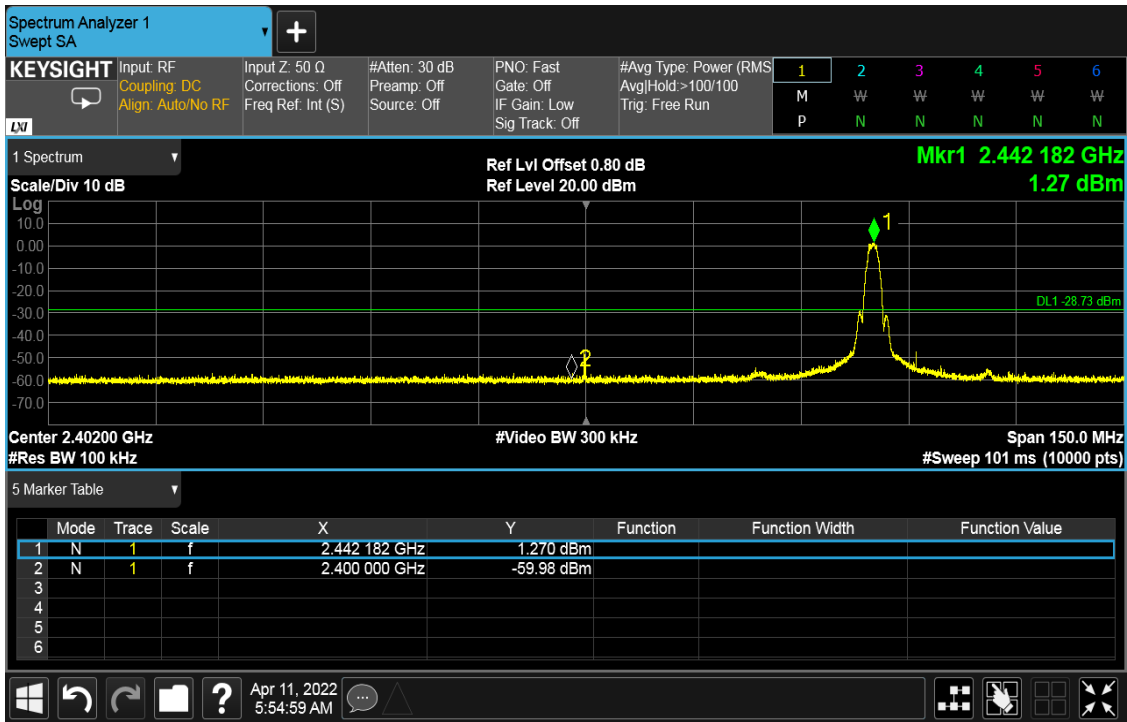 Spectrum Analyzer 1
Swept SA
+
KEYSIGHT
LXI
Input: RF
Coupling: DC
Align: Auto/No RF
Input Z: 50 Ω
Corrections: Off
Freq Ref: Int (S)
#Atten: 30 dB
Preamp: Off
Source: Off
PNO: Fast
Gate: Off
IF Gain: Low
Sig Track: Off
#Avg Type: Power (RMS
Avg|Hold:>100/100
Trig: Free Run
1 2 3 4 5 6
M W W W W W
P N N N N N
1 Spectrum
Scale/Div 10 dB
Ref Lvl Offset 0.80 dB
Ref Level 20.00 dBm
Mkr1 2.442 182 GHz
1.27 dBm
Log
10.0
0.00
-10.0
-20.0
-30.0
-40.0
-50.0
-60.0
-70.0
1
DL1 -28.73 dBm
2
Center 2.40200 GHz
#Video BW 300 kHz
Span 150.0 MHz
#Res BW 100 kHz
#Sweep 101 ms (10000 pts)
5 Marker Table
Mode Trace Scale X Y Function Function Width Function Value
1 N 1 f 2.442 182 GHz 1.270 dBm
2 N 1 f 2.400 000 GHz -59.98 dBm
3
4
5
6
?
Apr 11, 2022
5:54:59 AM